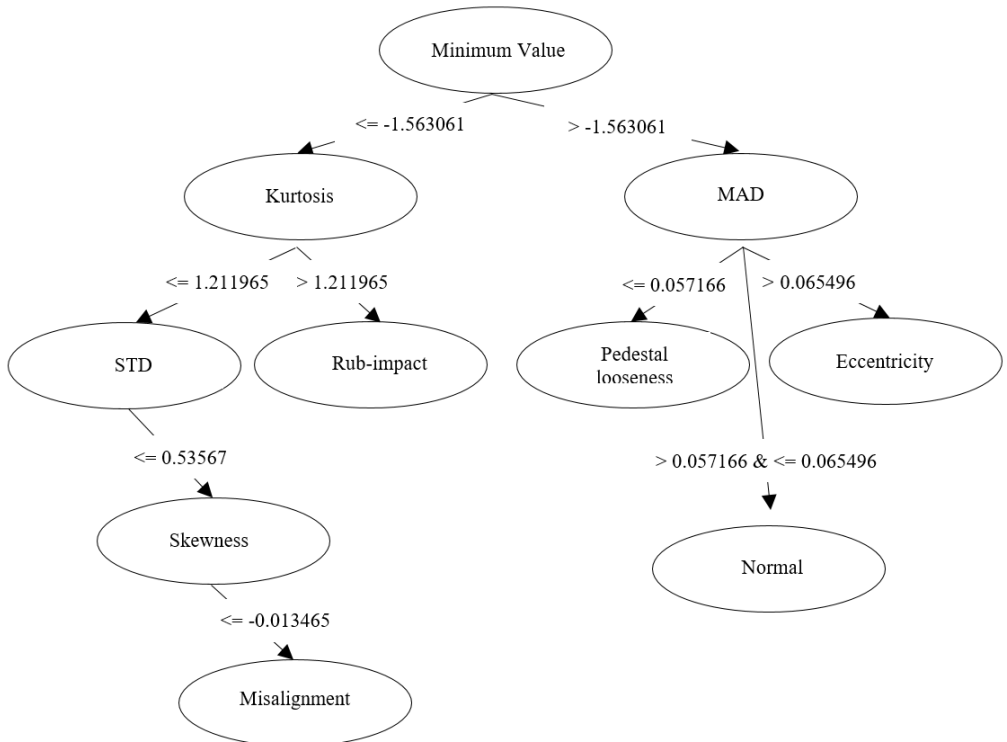 Minimum Value
<= -1.563061
> -1.563061
Kurtosis
MAD
<= 1.211965
> 1.211965
<= 0.057166
> 0.065496
STD
Rub-impact
Pedestal
looseness
Eccentricity
<= 0.53567
> 0.057166 & <= 0.065496
Skewness
Normal
<= -0.013465
Misalignment